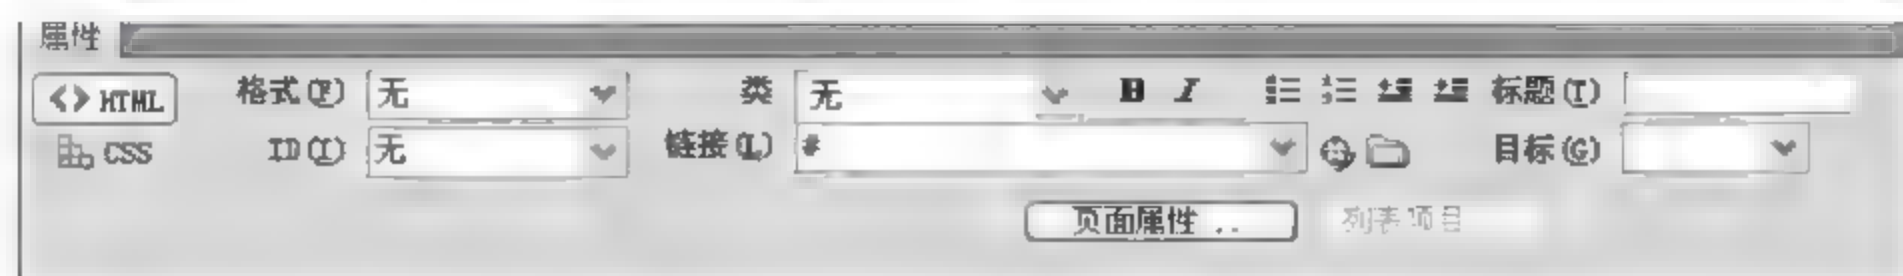 属性
<> HTML 格式(F) 无 类 无 B I 标题(T)
CSS ID(I) 无 链接(L) # 目标(G)
页面属性 .. 列表项目